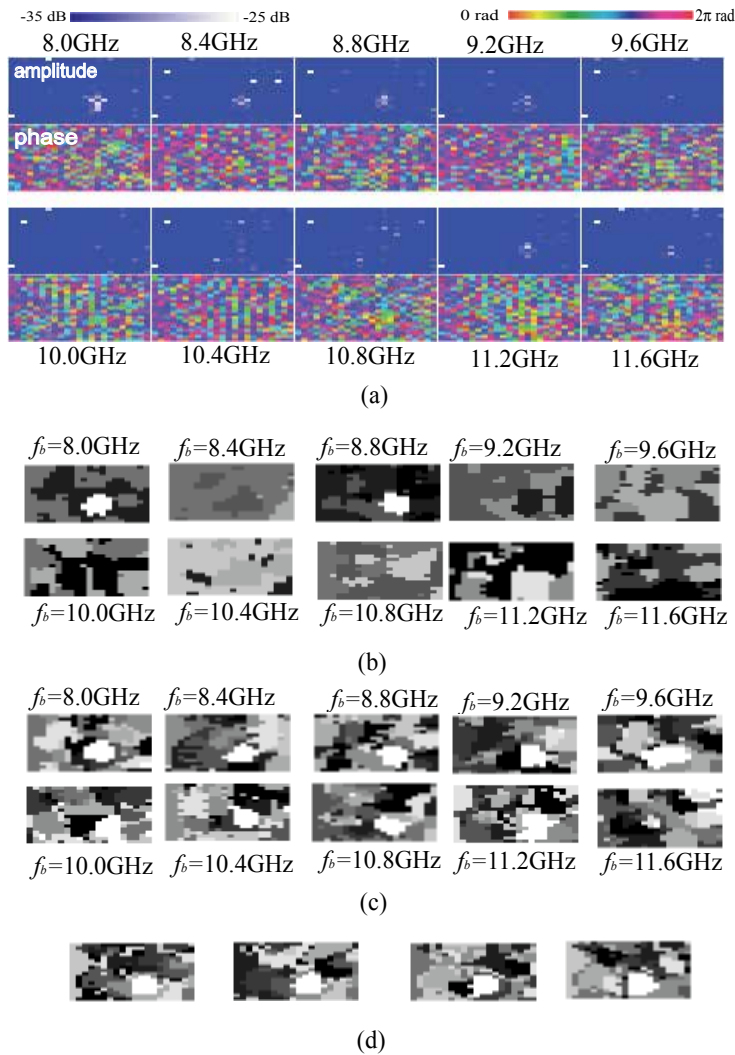 -35 dB -25 dB 0 rad 2π rad
8.0GHz 8.4GHz 8.8GHz 9.2GHz 9.6GHz
amplitude
phase
10.0GHz 10.4GHz 10.8GHz 11.2GHz 11.6GHz
(a)
fb=8.0GHz fb=8.4GHz fb=8.8GHz fb=9.2GHz fb=9.6GHz
fb=10.0GHz fb=10.4GHz fb=10.8GHz fb=11.2GHz fb=11.6GHz
(b)
fb=8.0GHz fb=8.4GHz fb=8.8GHz fb=9.2GHz fb=9.6GHz
fb=10.0GHz fb=10.4GHz fb=10.8GHz fb=11.2GHz fb=11.6GHz
(c)
(d)